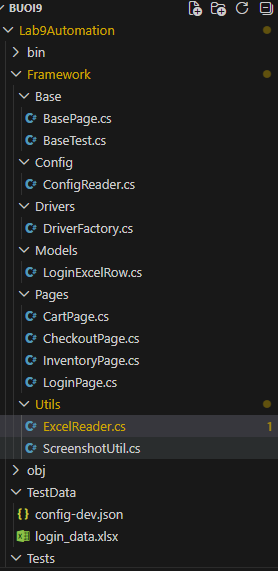 BUOI9
Lab9Automation
bin
Framework
Base
C# BasePage.cs
C# BaseTest.cs
Config
C# ConfigReader.cs
Drivers
C# DriverFactory.cs
Models
C# LoginExcelRow.cs
Pages
C# CartPage.cs
C# CheckoutPage.cs
C# InventoryPage.cs
C# LoginPage.cs
Utils
C# ExcelReader.cs 1
C# ScreenshotUtil.cs
obj
TestData
{} config-dev.json
login_data.xlsx
Tests